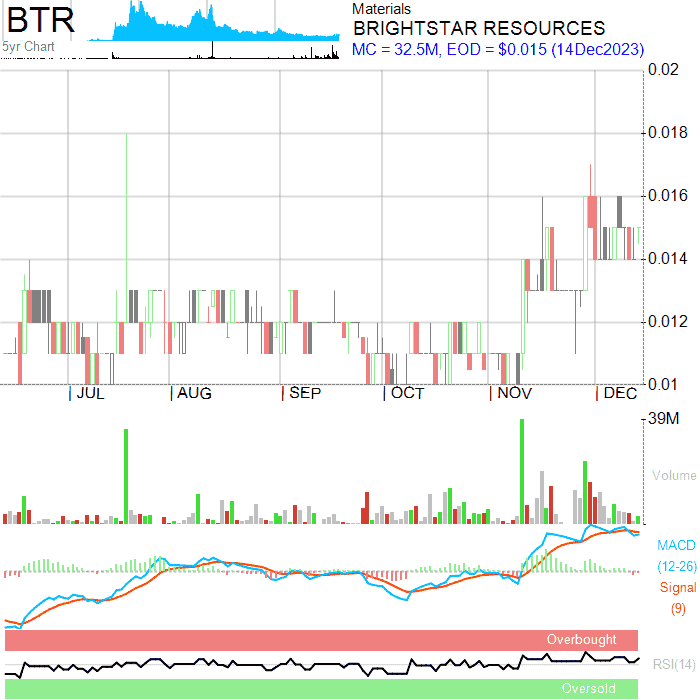 BTR
5yr Chart
Materials
BRIGHTSTAR RESOURCES
MC = 32.5M, EOD = $0.015 (14Dec2023)
0.02
0.018
0.016
0.014
0.012
0.01
JUL AUG SEP OCT NOV DEC
39M
Volume
MACD
(12-26)
Signal
(9)
Overbought
RSI(14)
Oversold